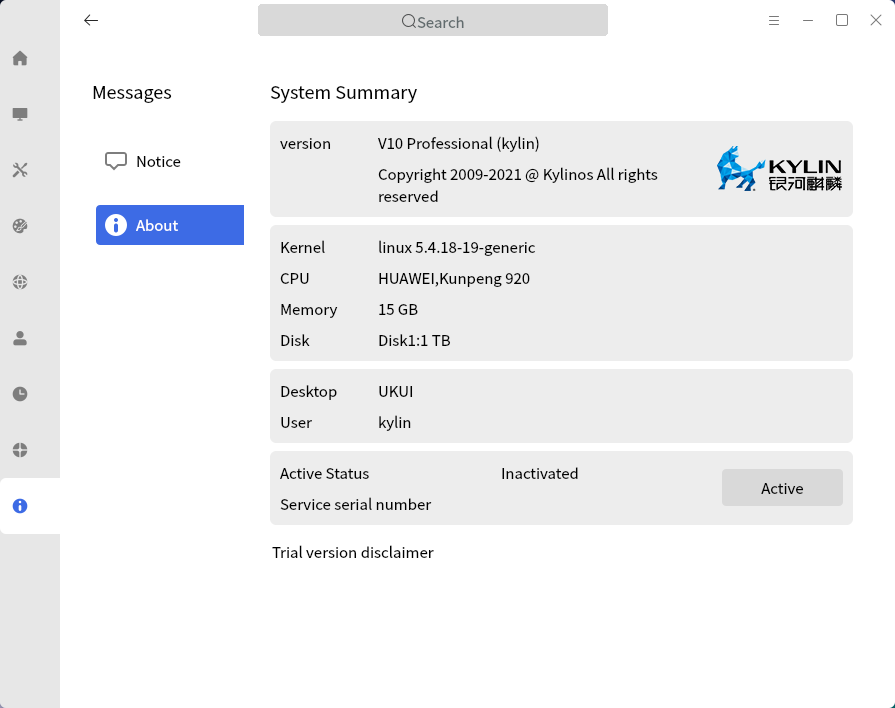 Search
Messages
System Summary
Notice
About
version V10 Professional (kylin)
Copyright 2009-2021 @ Kylinos All rights
reserved
KYLIN
银河麒麟
Kernel linux 5.4.18-19-generic
CPU HUAWEI,Kunpeng 920
Memory 15 GB
Disk Disk1:1 TB
Desktop UKUI
User kylin
Active Status Inactivated
Active
Service serial number
Trial version disclaimer